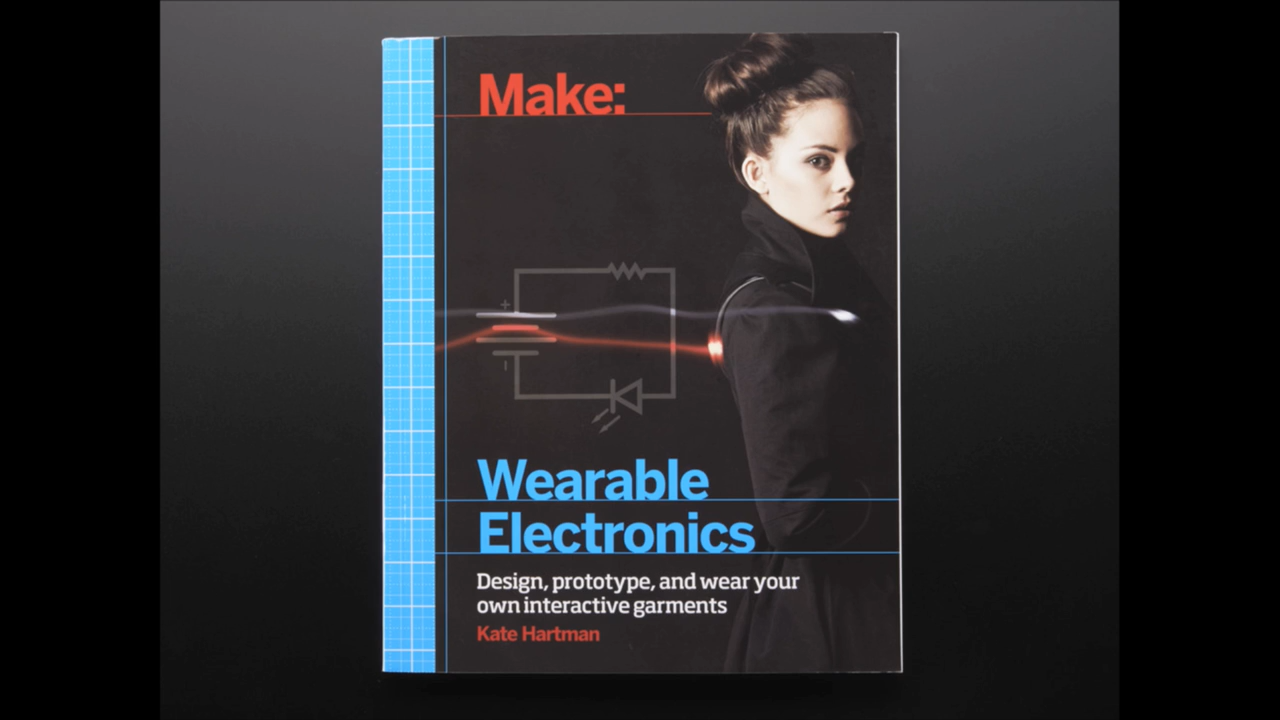 Make:
Wearable
Electronics
Design, prototype, and wear your
own interactive garments
Kate Hartman